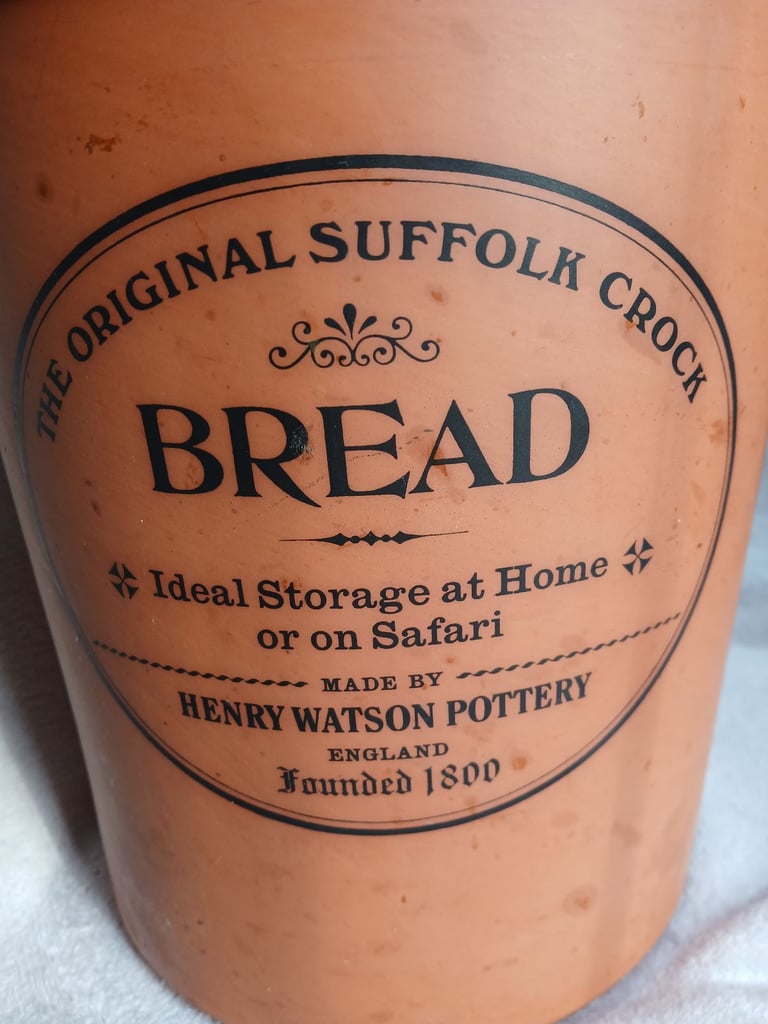 THE ORIGINAL SUFFOLK CROCK
BREAD
Ideal Storage at Home
or on Safari
MADE BY
HENRY WATSON POTTERY
ENGLAND
Founded 1800